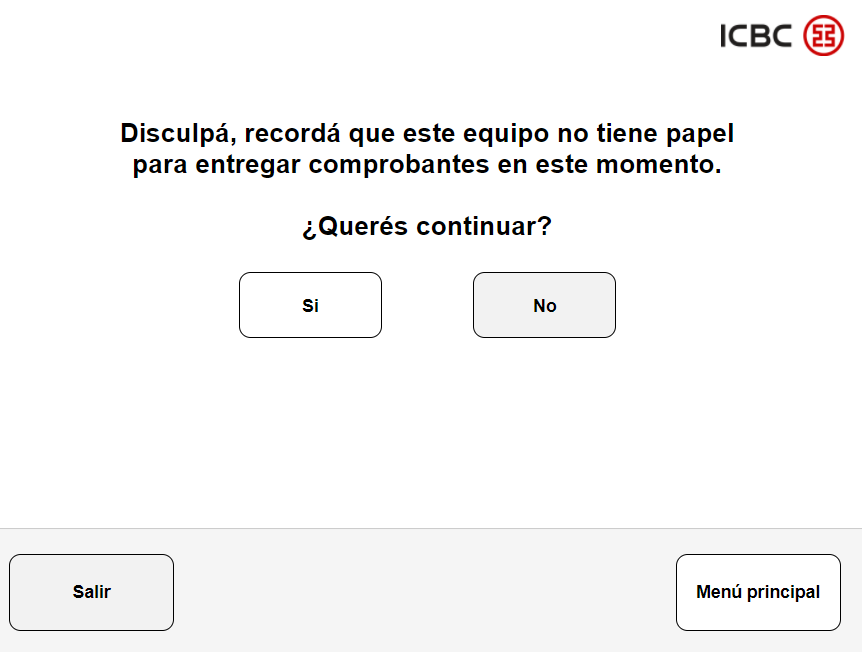 ICBC
Disculpá, recordá que este equipo no tiene papel
para entregar comprobantes en este momento.
¿Querés continuar?
Si
No
Salir
Menú principal